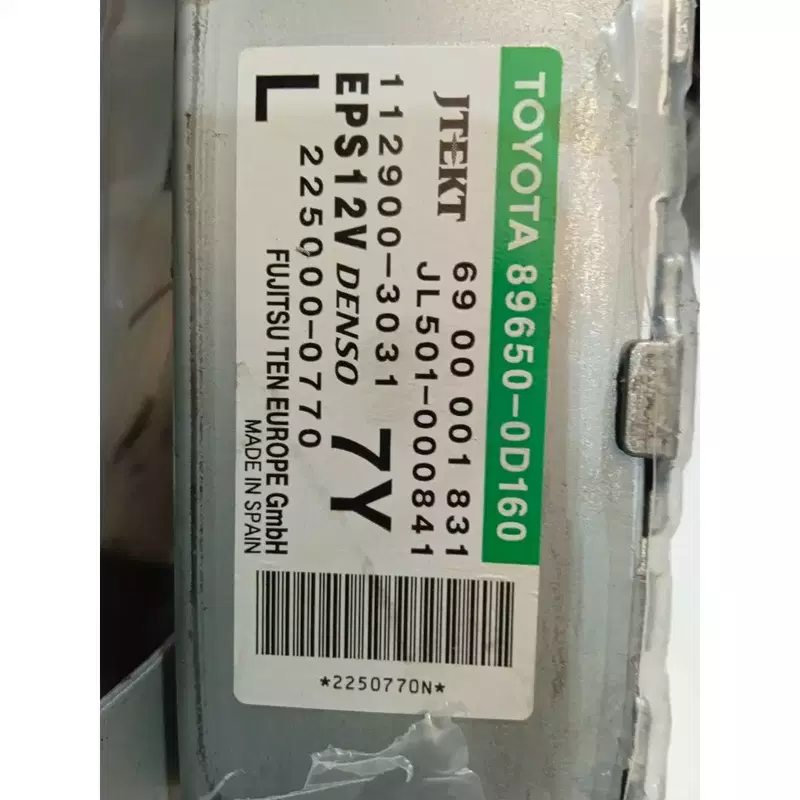 TOYOTA 89650-0D160
JTEKT 69 00 001 831
JL501-000841
112900-3031 7Y
EPS12V DENSO
225000-0770
L
FUJITSU TEN EUROPE GmbH
MADE IN SPAIN
*2250770N*